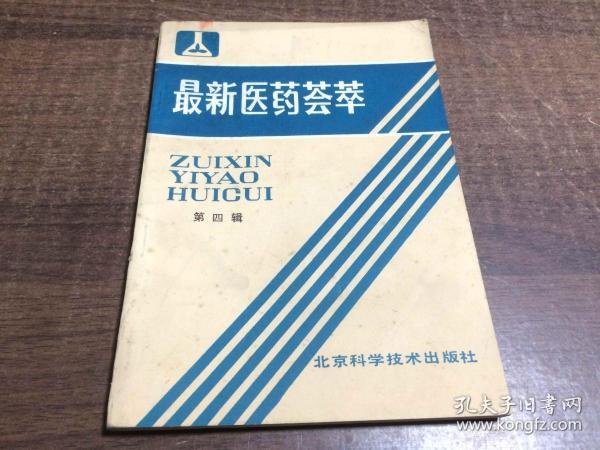 最新医药荟萃
ZUIXIN
YIYAO
HUICUI
第四辑
北京科学技术出版社
孔夫子旧书网
www.kongfz.com